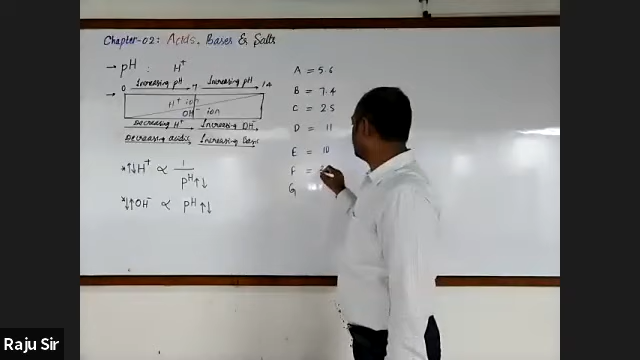 Chapter-02: Acids, Bases & Salts
→ pH : H⁺
0 Increasing pH 7 Increasing pH 14
→
H⁺ ion
OH⁻ ion
Decreasing H⁺ Increasing OH⁻
Decreasing acidic Increasing basic
*↑↓H⁺ ∝ 1/pH↑↓
*↓↑OH⁻ ∝ pH↑↓
A = 5.6
B = 7.4
C = 2.5
D = 11
E = 10
F =
G
Raju Sir